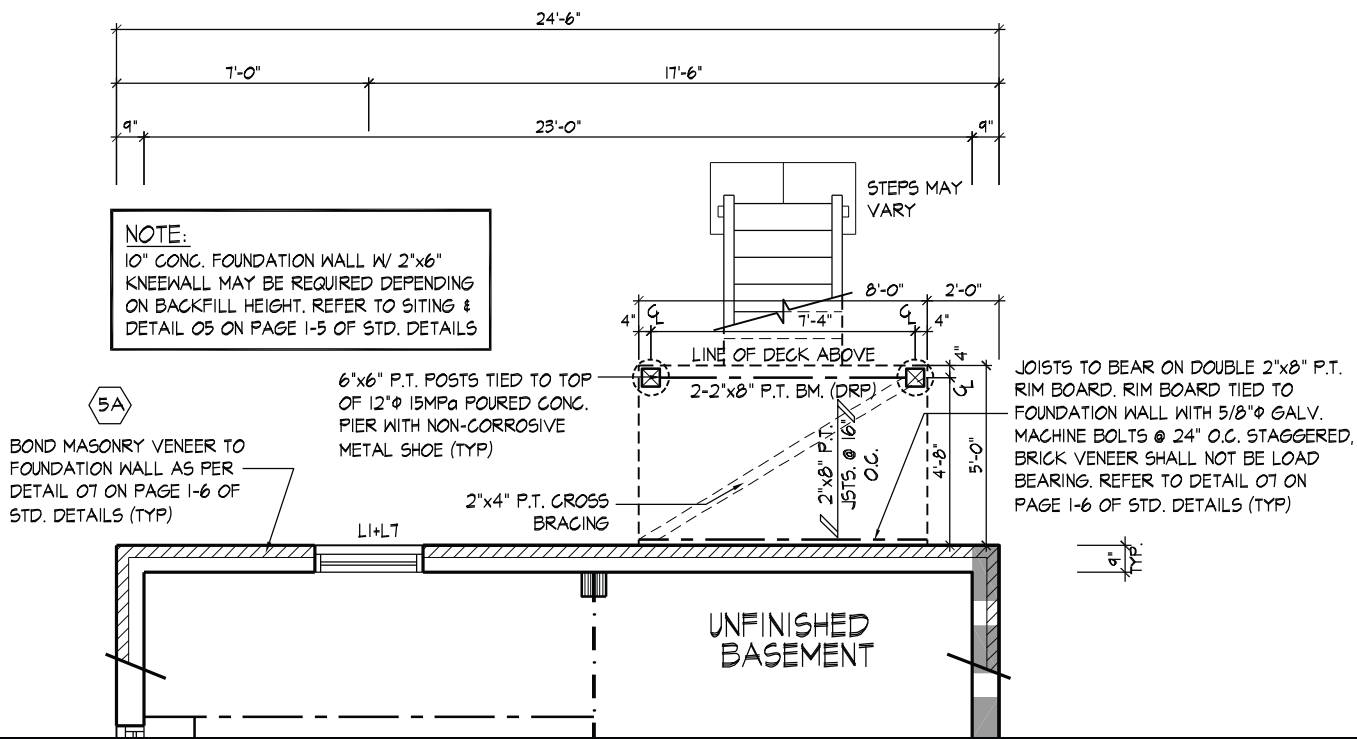 24'-6"
7'-0"
17'-6"
9"
23'-0"
9"
STEPS MAY
VARY
NOTE:
10" CONC. FOUNDATION WALL W/ 2"x6"
KNEEWALL MAY BE REQUIRED DEPENDING
ON BACKFILL HEIGHT. REFER TO SITING &
DETAIL 05 ON PAGE 1-5 OF STD. DETAILS
8'-0"
2'-0"
4"
CL
7'-4"
CL
4"
LINE OF DECK ABOVE
4"
CL
6"x6" P.T. POSTS TIED TO TOP
OF 12"φ 15MPa POURED CONC.
PIER WITH NON-CORROSIVE
METAL SHOE (TYP)
2-2"x8" P.T. BM. (DRP)
JOISTS TO BEAR ON DOUBLE 2"x8" P.T.
RIM BOARD. RIM BOARD TIED TO
FOUNDATION WALL WITH 5/8"φ GALV.
MACHINE BOLTS @ 24" O.C. STAGGERED,
BRICK VENEER SHALL NOT BE LOAD
BEARING. REFER TO DETAIL 07 ON
PAGE 1-6 OF STD. DETAILS (TYP)
5A
BOND MASONRY VENEER TO
FOUNDATION WALL AS PER
DETAIL 07 ON PAGE 1-6 OF
STD. DETAILS (TYP)
2"x4" P.T. CROSS
BRACING
2"x8" P.T.
JSTS. @ 16"
O.C.
4'-8"
5'-0"
L1+L7
9"
TYP.
UNFINISHED
BASEMENT